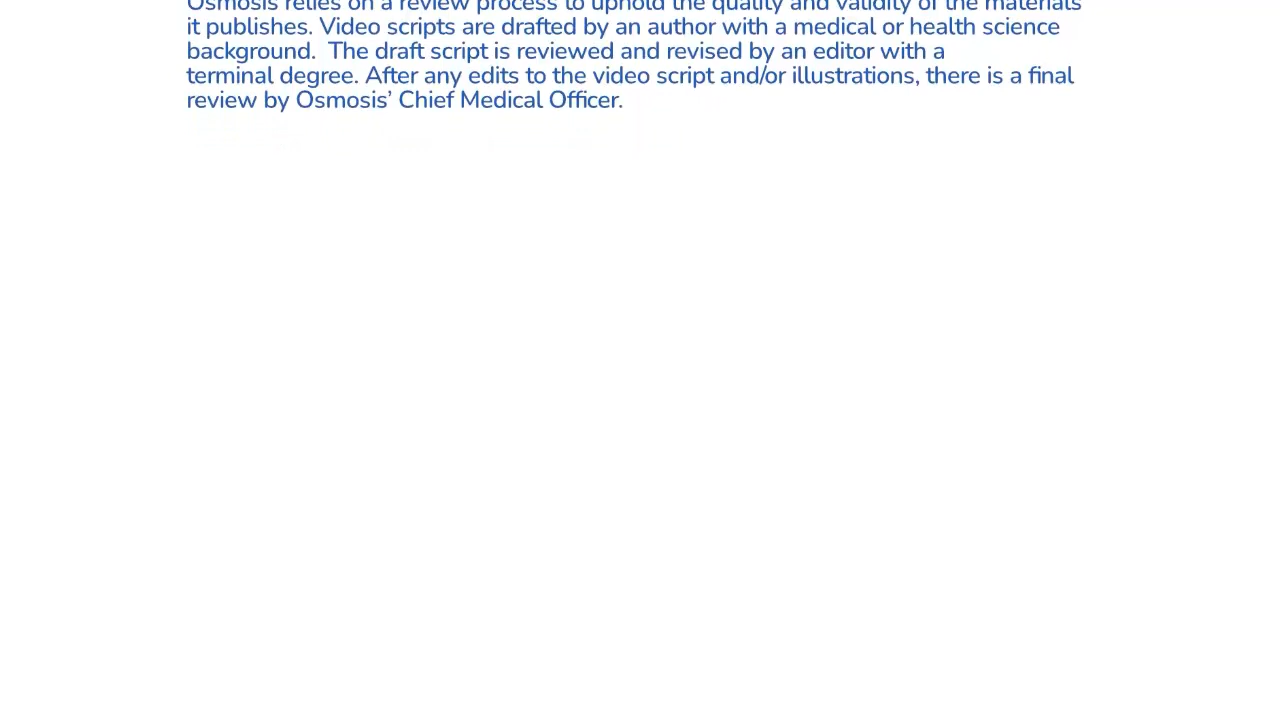 Osmosis relies on a review process to uphold the quality and validity of the materials
it publishes. Video scripts are drafted by an author with a medical or health science
background.  The draft script is reviewed and revised by an editor with a
terminal degree. After any edits to the video script and/or illustrations, there is a final
review by Osmosis’ Chief Medical Officer.